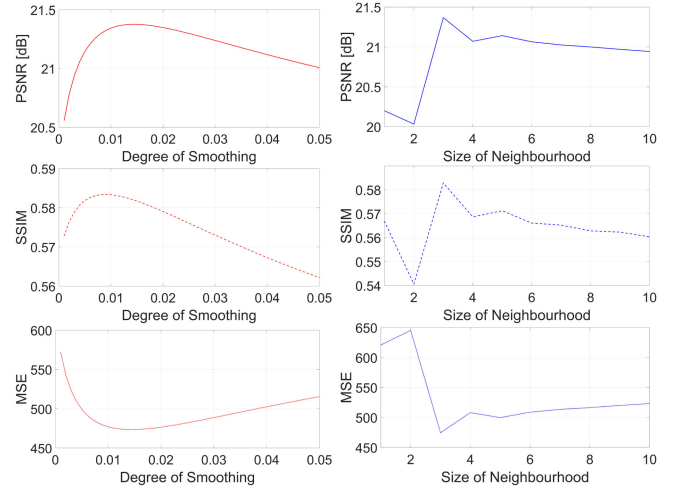 21.5
21
20.5
PSNR [dB]
0 0.01 0.02 0.03 0.04 0.05
Degree of Smoothing
21.5
21
20.5
20
PSNR [dB]
2 4 6 8 10
Size of Neighbourhood
0.59
0.58
0.57
0.56
SSIM
0 0.01 0.02 0.03 0.04 0.05
Degree of Smoothing
0.58
0.57
0.56
0.55
0.54
SSIM
2 4 6 8 10
Size of Neighbourhood
600
550
500
450
MSE
0 0.01 0.02 0.03 0.04 0.05
Degree of Smoothing
650
600
550
500
450
MSE
2 4 6 8 10
Size of Neighbourhood